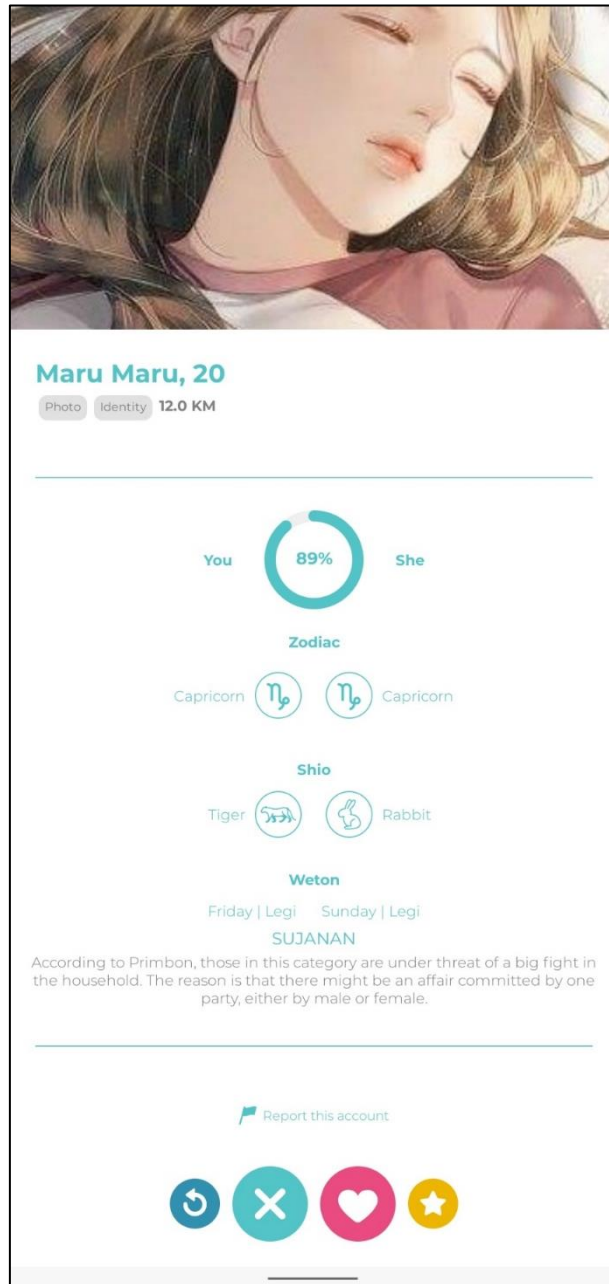 Maru Maru, 20
Photo Identity 12.0 KM
You 89% She
Zodiac
Capricorn Capricorn
Shio
Tiger Rabbit
Weton
Friday | Legi Sunday | Legi
SUJANAN
According to Primbon, those in this category are under threat of a big fight in
the household. The reason is that there might be an affair committed by one
party, either by male or female.
Report this account